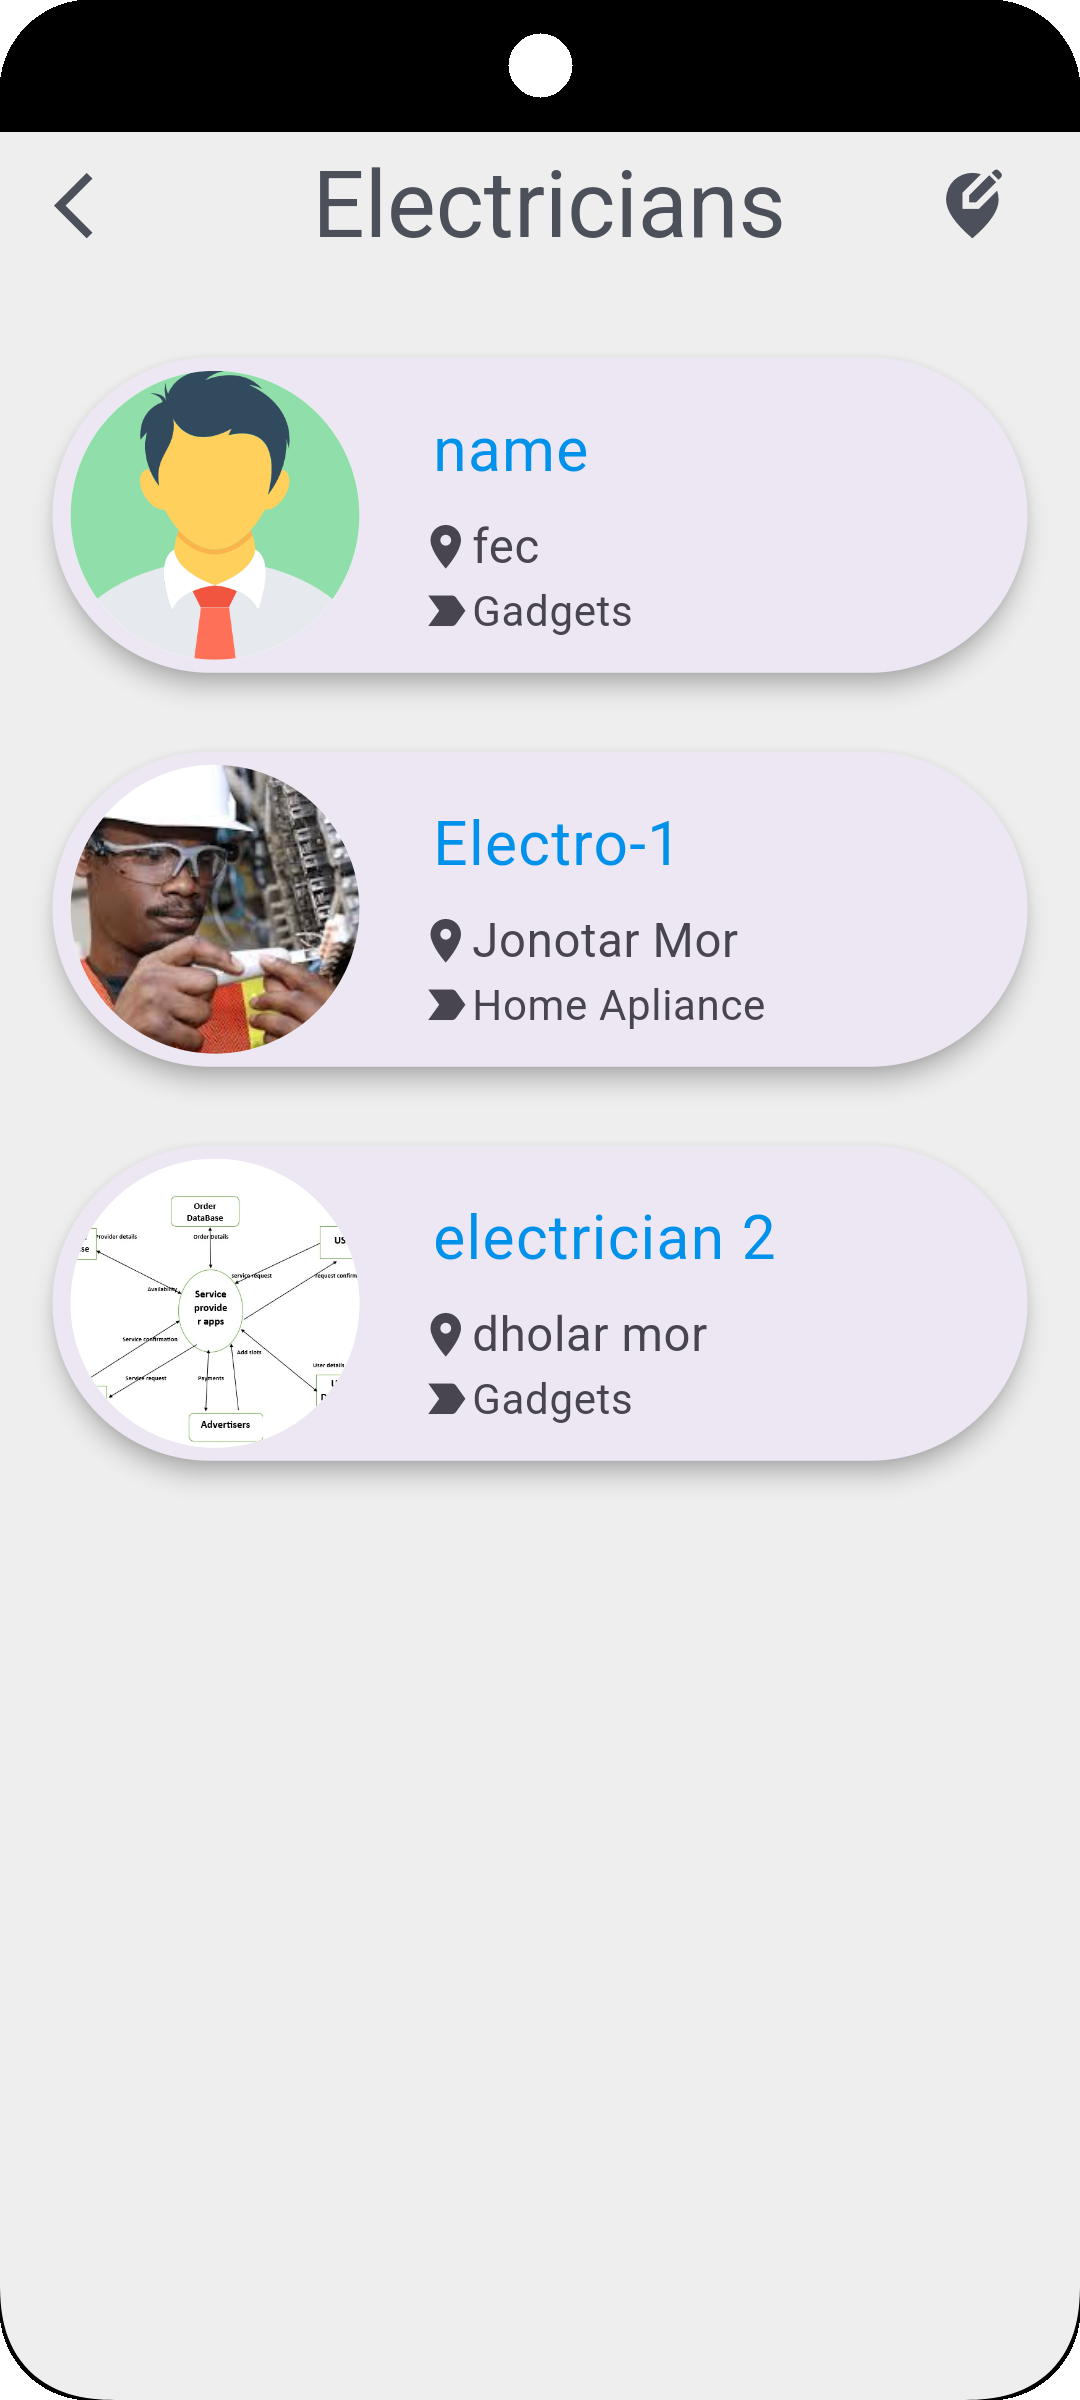 Electricians
name
fec
Gadgets
Electro-1
Jonotar Mor
Home Apliance
electrician 2
dholar mor
Gadgets
Order
DataBase
Provider details
Order Details
US
se
service request
request confirm
Availability
Service
provide
r apps
Service confirmation
Add slots
User details
Service request
Payments
Advertisers